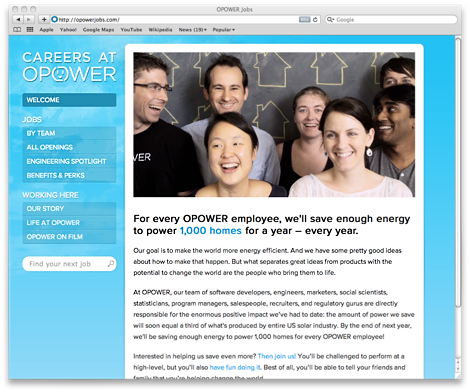 OPOWER Jobs
http://opowerjobs.com/
RSS
Google
Apple Yahoo! Google Maps YouTube Wikipedia News (19) Popular
CAREERS AT
OPOWER
WELCOME
JOBS
BY TEAM
ALL OPENINGS
ENGINEERING SPOTLIGHT
BENEFITS & PERKS
WORKING HERE
OUR STORY
LIFE AT OPOWER
OPOWER ON FILM
Find your next job
OWER
For every OPOWER employee, we'll save enough energy
to power 1,000 homes for a year – every year.
Our goal is to make the world more energy efficient. And we have some pretty good ideas
about how to make that happen. But what separates great ideas from products with the
potential to change the world are the people who bring them to life.
At OPOWER, our team of software developers, engineers, marketers, social scientists,
statisticians, program managers, salespeople, recruiters, and regulatory gurus are directly
responsible for the enormous positive impact we've had to date: the amount of power we save
will soon equal a third of what's produced by entire US solar industry. By the end of next year,
we'll be saving enough energy to power 1,000 homes for every OPOWER employee!
Interested in helping us save even more? Then join us! You'll be challenged to perform at a
high-level, but you'll also have fun doing it. Best of all, you'll be able to tell your friends and
family that you're helping change the world.